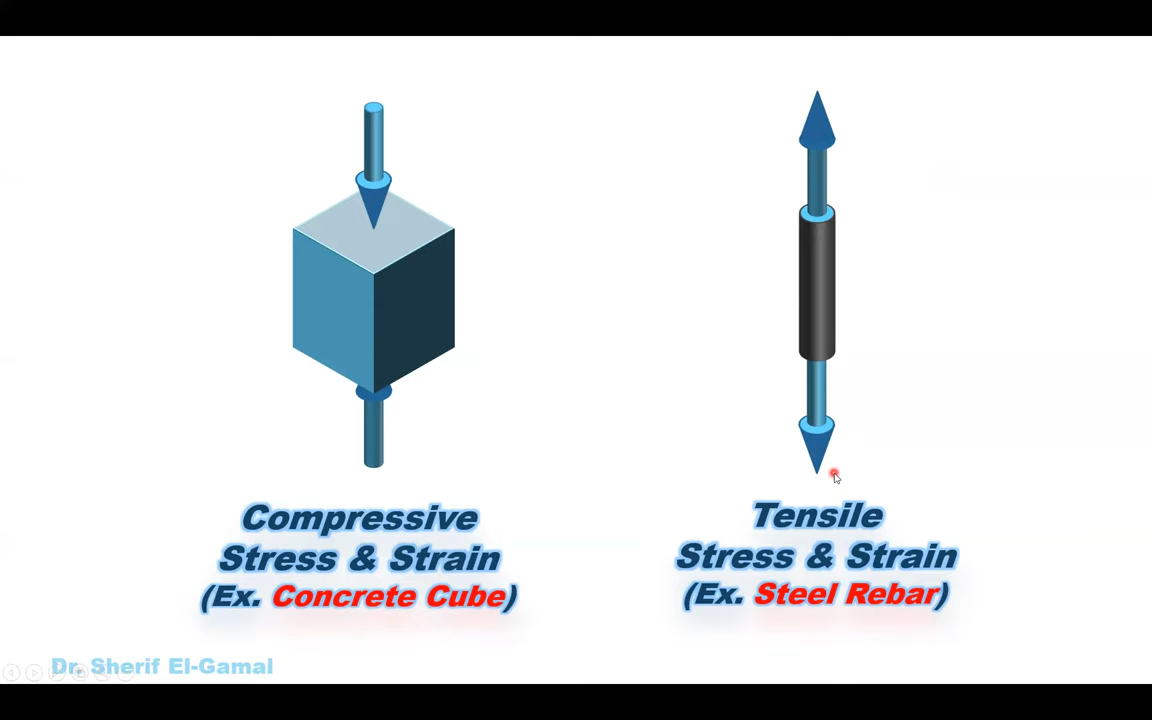 Compressive
Stress & Strain
(Ex. Concrete Cube)
Tensile
Stress & Strain
(Ex. Steel Rebar)
Dr. Sherif El-Gamal